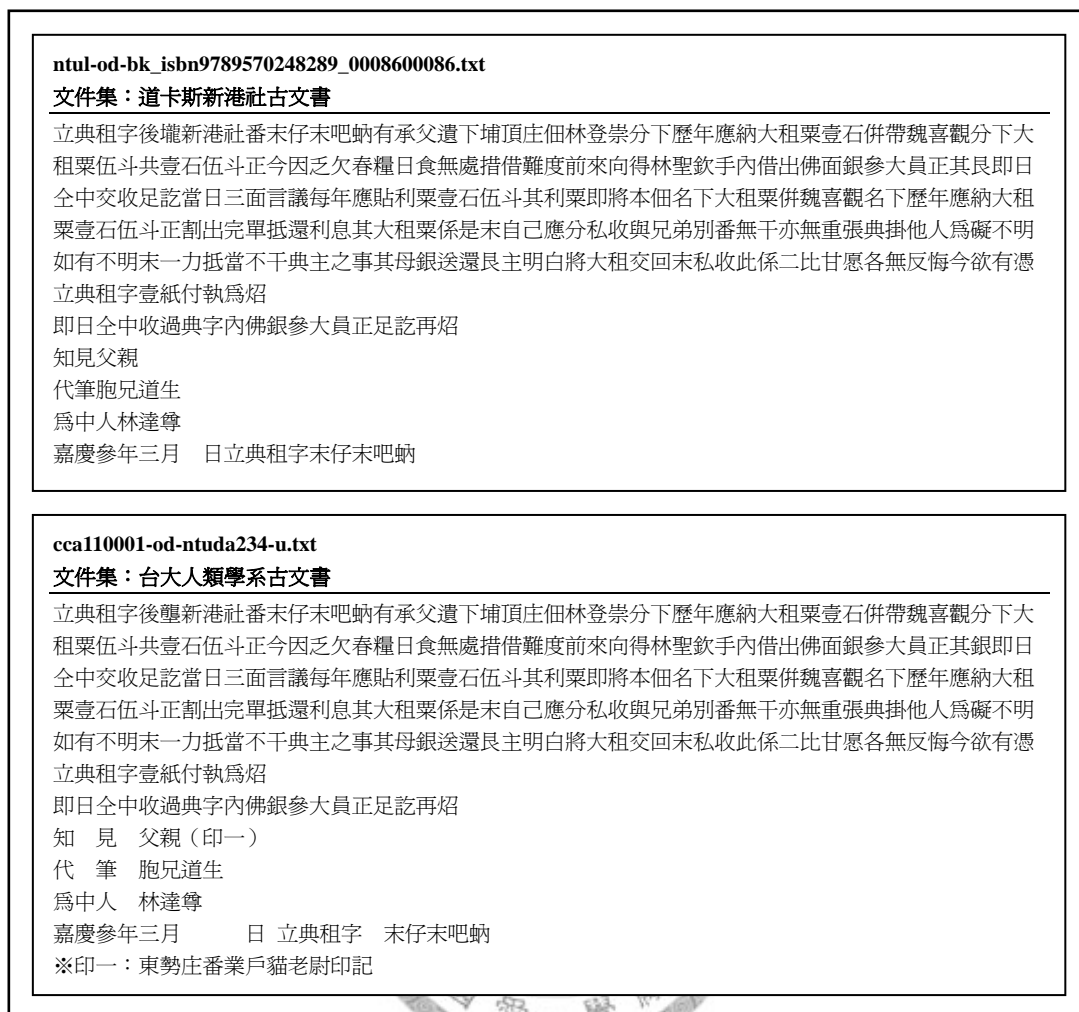 ntul-od-bk_isbn9789570248289_0008600086.txt
文件集：道卡斯新港社古文書
立典租字後壠新港社番末仔末吧蚋有承父遺下埔頂庄佃林登崇分下歷年應納大租粟壹石併帶魏喜觀分下大
租粟伍斗共壹石伍斗正今因乏欠春糧日食無處措借難度前來向得林聖欽手內借出佛面銀參大員正其艮即日
仝中交收足訖當日三面言議每年應貼利粟壹石伍斗其利粟即將本佃名下大租粟併魏喜觀名下歷年應納大租
粟壹石伍斗正割出完單抵還利息其大租粟係是末自己應分私收與兄弟別番無干亦無重張典掛他人爲礙不明
如有不明末一力抵當不干典主之事其母銀送還艮主明白將大租交回末私收此係二比甘愿各無反悔今欲有憑
立典租字壹紙付執爲炤
即日仝中收過典字內佛銀參大員正足訖再炤
知見父親
代筆胞兄道生
爲中人林達尊
嘉慶參年三月　日立典租字末仔末吧蚋
cca110001-od-ntuda234-u.txt
文件集：台大人類學系古文書
立典租字後壟新港社番末仔末吧蚋有承父遺下埔頂庄佃林登崇分下歷年應納大租粟壹石併帶魏喜觀分下大
租粟伍斗共壹石伍斗正今因乏欠春糧日食無處措借難度前來向得林聖欽手內借出佛面銀參大員正其銀即日
仝中交收足訖當日三面言議每年應貼利粟壹石伍斗其利粟即將本佃名下大租粟併魏喜觀名下歷年應納大租
粟壹石伍斗正割出完單抵還利息其大租粟係是末自己應分私收與兄弟別番無干亦無重張典掛他人爲礙不明
如有不明末一力抵當不干典主之事其母銀送還艮主明白將大租交回末私收此係二比甘愿各無反悔今欲有憑
立典租字壹紙付執爲炤
即日仝中收過典字內佛銀參大員正足訖再炤
知　見　父親（印一）
代　筆　胞兄道生
爲中人　林達尊
嘉慶參年三月　　　日 立典租字　末仔末吧蚋
※印一：東勢庄番業戶貓老尉印記